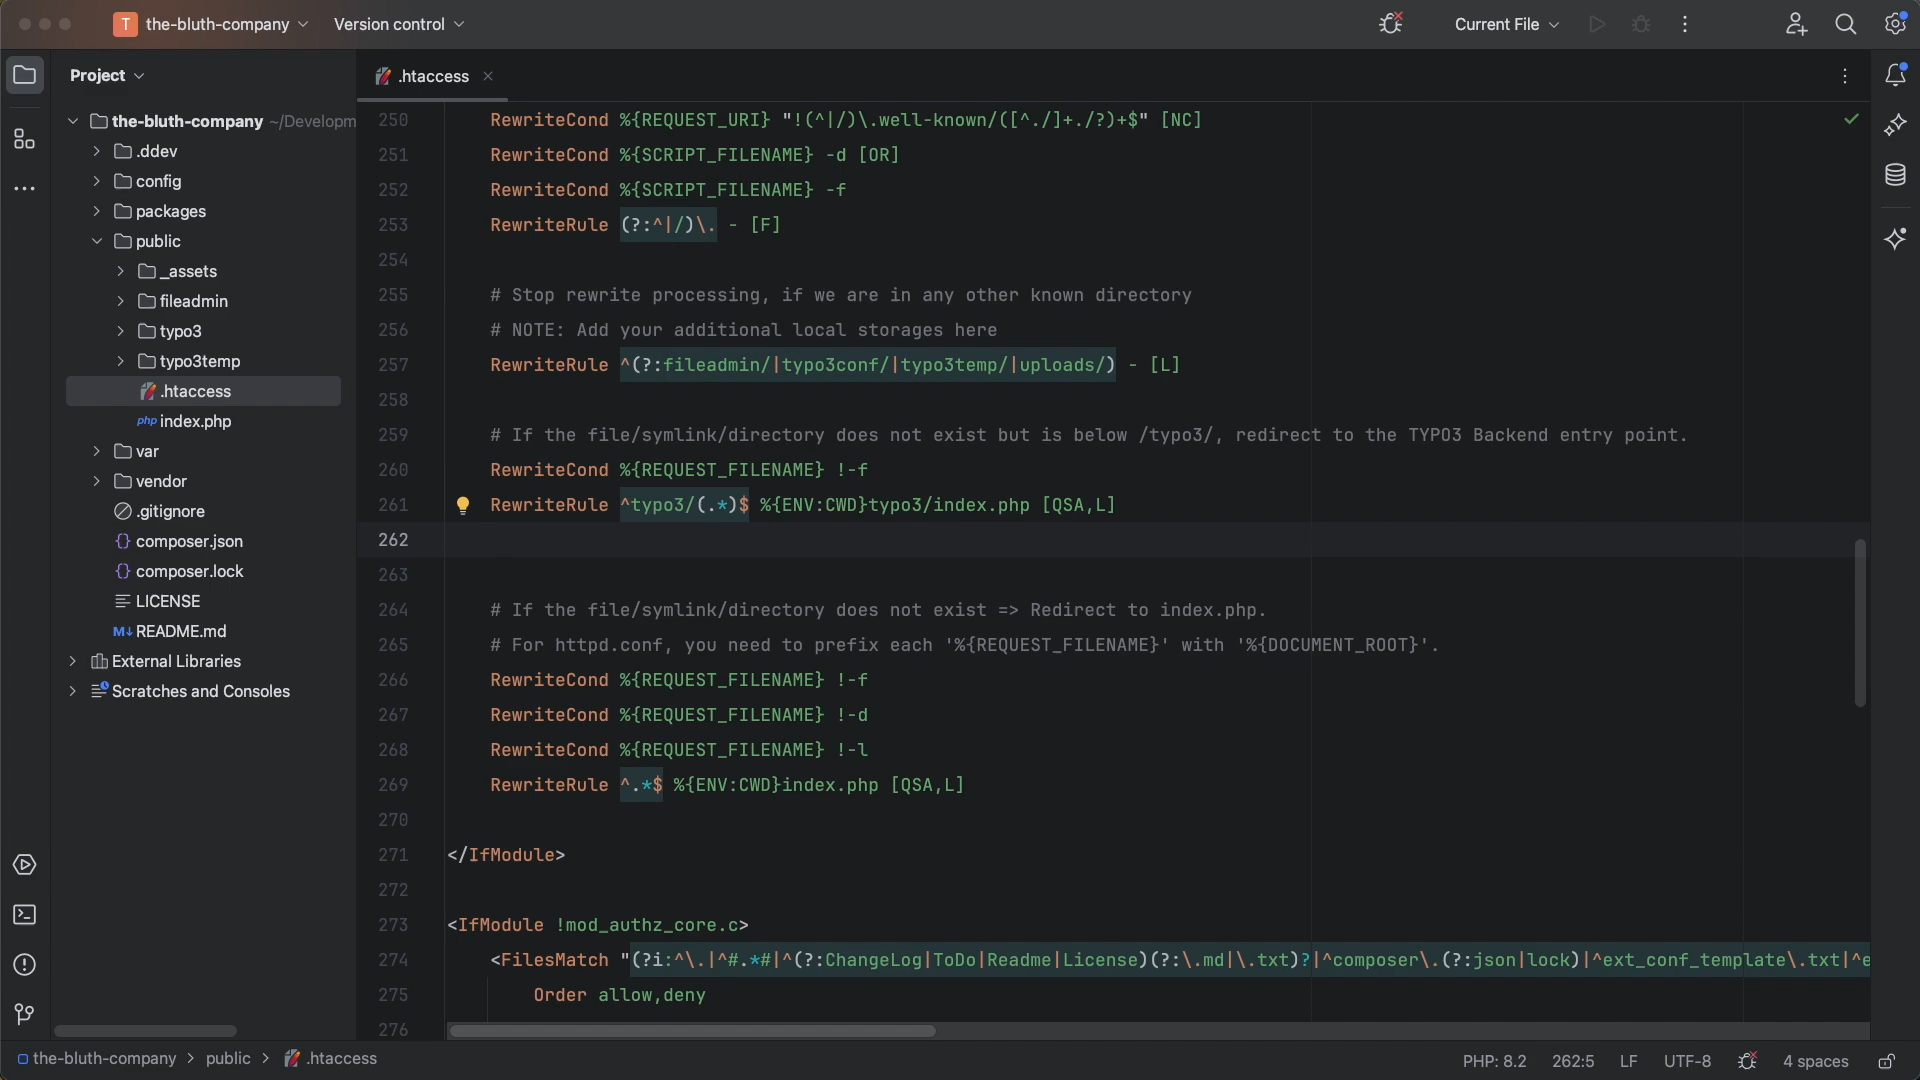 T the-bluth-company Version control Current File
Project
.htaccess
the-bluth-company ~/Developm
.ddev
config
packages
public
_assets
fileadmin
typo3
typo3temp
.htaccess
php index.php
var
vendor
.gitignore
{} composer.json
{} composer.lock
LICENSE
M↓ README.md
External Libraries
Scratches and Consoles
250 RewriteCond %{REQUEST_URI} "!(^|/)\.well-known/([^./]+./?)+$" [NC]
251 RewriteCond %{SCRIPT_FILENAME} -d [OR]
252 RewriteCond %{SCRIPT_FILENAME} -f
253 RewriteRule (?:^|/)\. - [F]
254
255 # Stop rewrite processing, if we are in any other known directory
256 # NOTE: Add your additional local storages here
257 RewriteRule ^(?:fileadmin/|typo3conf/|typo3temp/|uploads/) - [L]
258
259 # If the file/symlink/directory does not exist but is below /typo3/, redirect to the TYPO3 Backend entry point.
260 RewriteCond %{REQUEST_FILENAME} !-f
261 RewriteRule ^typo3/(.*)$ %{ENV:CWD}typo3/index.php [QSA,L]
262
263
264 # If the file/symlink/directory does not exist => Redirect to index.php.
265 # For httpd.conf, you need to prefix each '%{REQUEST_FILENAME}' with '%{DOCUMENT_ROOT}'.
266 RewriteCond %{REQUEST_FILENAME} !-f
267 RewriteCond %{REQUEST_FILENAME} !-d
268 RewriteCond %{REQUEST_FILENAME} !-l
269 RewriteRule ^.*$ %{ENV:CWD}index.php [QSA,L]
270
271 </IfModule>
272
273 <IfModule !mod_authz_core.c>
274 <FilesMatch "(?i:^\.|^#.*#|^(?:ChangeLog|ToDo|Readme|License)(?:\.md|\.txt)?|^composer\.(?:json|lock)|^ext_conf_template\.txt|^e
275 Order allow,deny
276
the-bluth-company > public > .htaccess PHP: 8.2 262:5 LF UTF-8 4 spaces